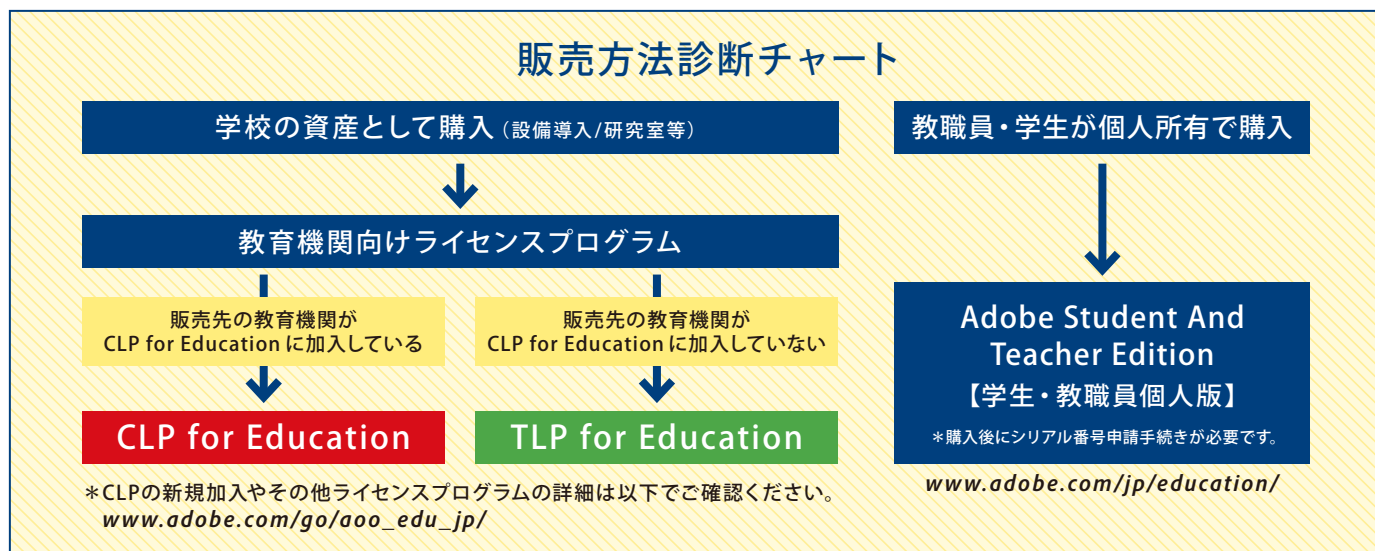 販売方法診断チャート
学校の資産として購入（設備導入/研究室等）
教育機関向けライセンスプログラム
販売先の教育機関が
CLP for Education に加入している
CLP for Education
販売先の教育機関が
CLP for Education に加入していない
TLP for Education
＊CLPの新規加入やその他ライセンスプログラムの詳細は以下でご確認ください。
www.adobe.com/go/aoo_edu_jp/
教職員・学生が個人所有で購入
Adobe Student And
Teacher Edition
【学生・教職員個人版】
＊購入後にシリアル番号申請手続きが必要です。
www.adobe.com/jp/education/